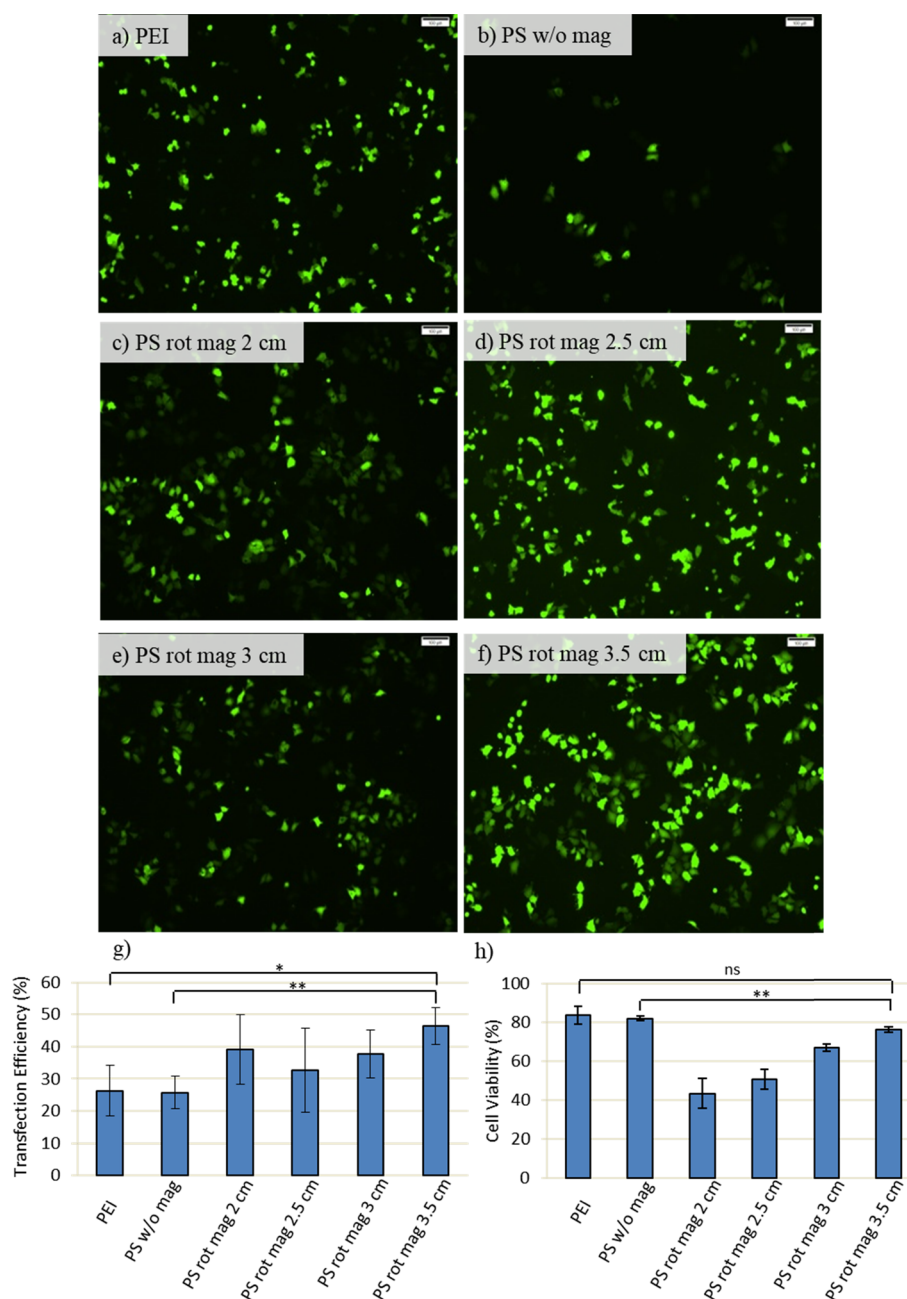 a) PEI
b) PS w/o mag
c) PS rot mag 2 cm
d) PS rot mag 2.5 cm
e) PS rot mag 3 cm
f) PS rot mag 3.5 cm
g)
*
**
Transfection Efficiency (%)
60
50
40
30
20
10
0
PEI
PS w/o mag
PS rot mag 2 cm
PS rot mag 2.5 cm
PS rot mag 3 cm
PS rot mag 3.5 cm
h)
ns
**
Cell Viability (%)
100
80
60
40
20
0
PEI
PS w/o mag
PS rot mag 2 cm
PS rot mag 2.5 cm
PS rot mag 3 cm
PS rot mag 3.5 cm